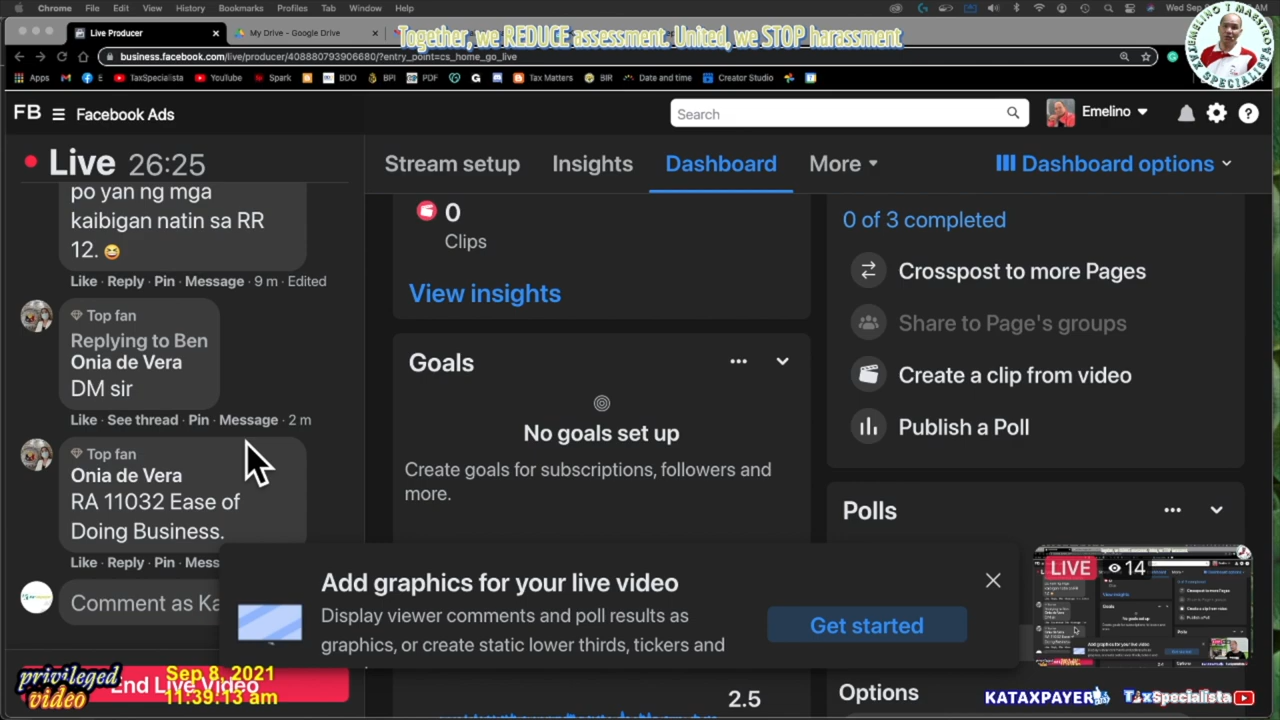 Chrome File Edit View History Bookmarks Profiles Tab Window Help
Wed Sep
Live Producer
My Drive - Google Drive
Together, we REDUCE assessment. United, we STOP harassment
business.facebook.com/live/producer/408880793906680/?entry_point=cs_home_go_live
Apps TaxSpecialista YouTube Spark BDO BPI PDF Tax Matters BIR Date and time Creator Studio
FB Facebook Ads
Search
Emelino
Live 26:25
Stream setup Insights Dashboard More
Dashboard options
po yan ng mga
kaibigan natin sa RR
12. 😆
Like · Reply · Pin · Message · 9 m · Edited
Top fan
Replying to Ben
Onia de Vera
DM sir
Like · See thread · Pin · Message · 2 m
Top fan
Onia de Vera
RA 11032 Ease of
Doing Business.
Like · Reply · Pin · Mess
Comment as Ka
End Live Video
privileged
video
Sep 8, 2021
11:39:13 am
0
Clips
View insights
Goals
No goals set up
Create goals for subscriptions, followers and
more.
0 of 3 completed
Crosspost to more Pages
Share to Page's groups
Create a clip from video
Publish a Poll
Polls
Add graphics for your live video
Display viewer comments and poll results as
graphics, or create static lower thirds, tickers and
Get started
LIVE 14
2.5
Options
KATAXPAYER
TaxSpecialista